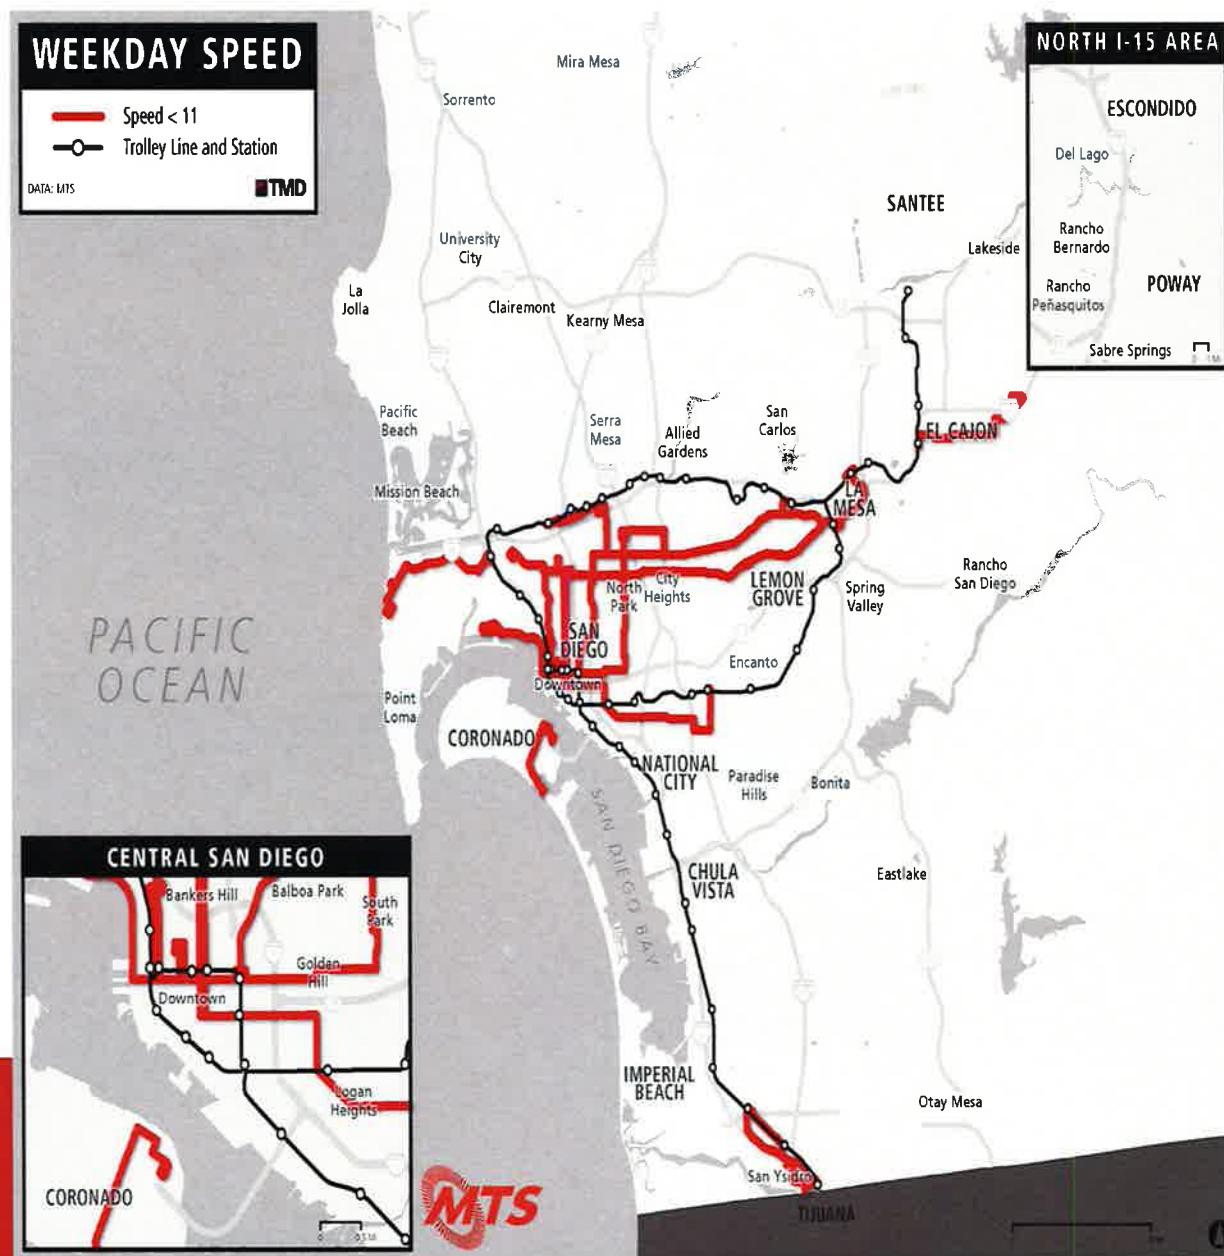 WEEKDAY SPEED
Speed < 11
Trolley Line and Station
DATA: MTS
TMD
NORTH I-15 AREA
ESCONDIDO
Del Lago
Rancho
Bernardo
POWAY
Rancho
Peñasquitos
Sabre Springs
Mira Mesa
Sorrento
SANTEE
Lakeside
University
City
La
Jolla
Clairemont
Kearny Mesa
Pacific
Beach
Serra
Mesa
Allied
Gardens
San
Carlos
EL CAJON
Mission Beach
LA
MESA
Rancho
San Diego
North
Park
City
Heights
LEMON
GROVE
Spring
Valley
PACIFIC
OCEAN
SAN
DIEGO
Encanto
Downtown
Point
Loma
CORONADO
NATIONAL
CITY
Paradise
Hills
Bonita
SAN DIEGO BAY
CHULA
VISTA
Eastlake
IMPERIAL
BEACH
Otay Mesa
San Ysidro
TIJUANA
CENTRAL SAN DIEGO
Bankers Hill
Balboa Park
South
Park
Golden
Hill
Downtown
Logan
Heights
CORONADO
MTS